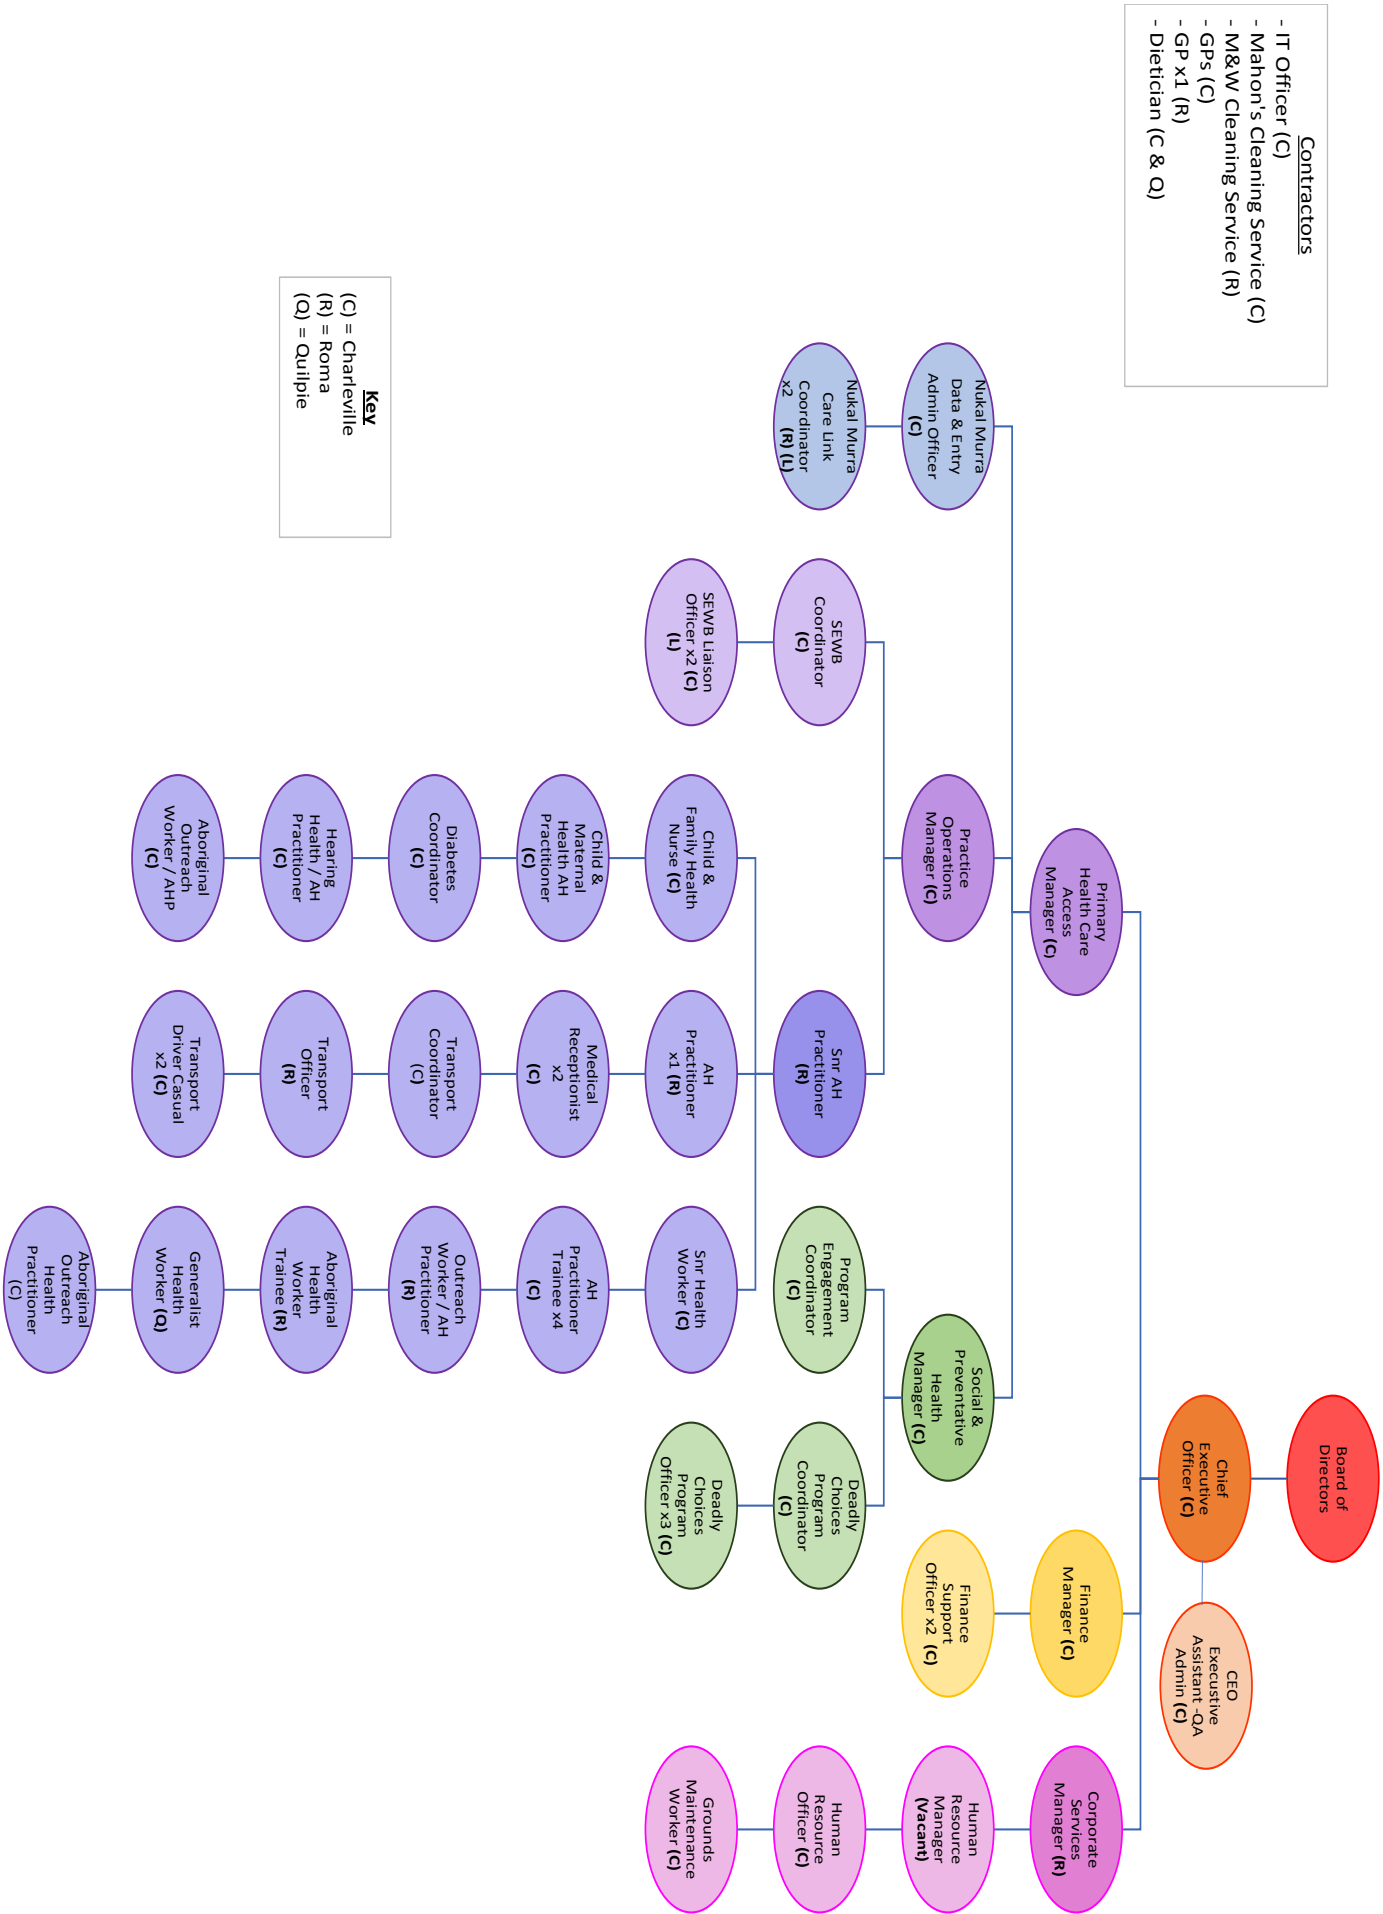 Contractors
- IT Officer (C)
- Mahon's Cleaning Service (C)
- M&W Cleaning Service (R)
- GPs (C)
- GP x1 (R)
- Dietician (C & Q)
Board of
Directors
Chief
Executive
Officer (C)
CEO
Execustive
Assistant -QA
Admin (C)
Primary
Health Care
Access
Manager (C)
Finance
Manager (C)
Corporate
Services
Manager (R)
Nukal Murra
Data & Entry
Admin Officer
(C)
Practice
Operations
Manager (C)
Social &
Preventative
Health
Manager (C)
Finance
Support
Officer x2 (C)
Human
Resource
Manager
(Vacant)
Nukal Murra
Care Link
Coordinator
x2 (R) (L)
SEWB
Coordinator
(C)
Snr AH
Practitioner
(R)
Program
Engagement
Coordinator
(C)
Deadly
Choices
Program
Coordinator
(C)
Human
Resource
Officer (C)
SEWB Liaison
Officer x2 (C)
(L)
Child &
Family Health
Nurse (C)
AH
Practitioner
x1 (R)
Snr Health
Worker (C)
Deadly
Choices
Program
Officer x3 (C)
Grounds
Maintenance
Worker (C)
Child &
Maternal
Health AH
Practitioner
(C)
Medical
Receptionist
x2
(C)
AH
Practitioner
Trainee x4
(C)
Diabetes
Coordinator
(C)
Transport
Coordinator
(C)
Outreach
Worker / AH
Practitioner
(R)
Key
(C) = Charleville
(R) = Roma
(Q) = Quilpie
Hearing
Health / AH
Practitioner
(C)
Transport
Officer
(R)
Aboriginal
Health
Worker
Trainee (R)
Aboriginal
Outreach
Worker / AHP
(C)
Transport
Driver Casual
x2 (C)
Generalist
Health
Worker (Q)
Aboriginal
Outreach
Health
Practitioner
(C)